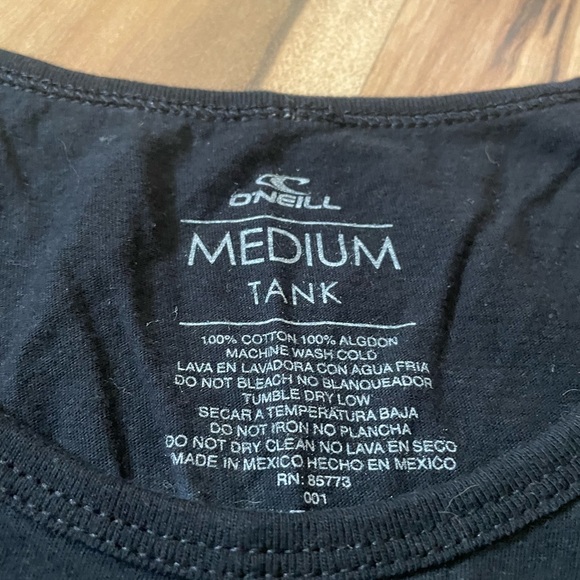 O'NEILL
MEDIUM
TANK
100% COTTON 100% ALGDON
MACHINE WASH COLD
LAVA EN LAVADORA CON AGUA FRIA
DO NOT BLEACH NO BLANQUEADOR
TUMBLE DRY LOW
SECAR A TEMPERATURA BAJA
DO NOT IRON NO PLANCHA
DO NOT DRY CLEAN NO LAVA EN SECO
MADE IN MEXICO HECHO EN MEXICO
RN: 85773
001